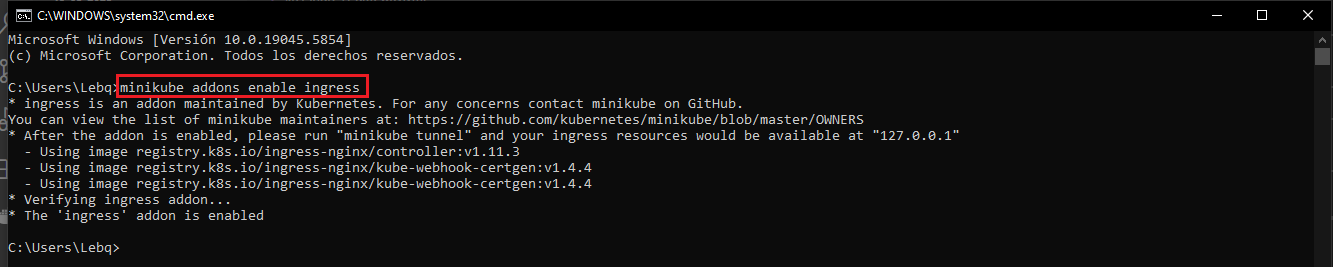 C:\WINDOWS\system32\cmd.exe
Microsoft Windows [Versión 10.0.19045.5854]
(c) Microsoft Corporation. Todos los derechos reservados.
C:\Users\Lebq>minikube addons enable ingress
* ingress is an addon maintained by Kubernetes. For any concerns contact minikube on GitHub.
You can view the list of minikube maintainers at: https://github.com/kubernetes/minikube/blob/master/OWNERS
* After the addon is enabled, please run "minikube tunnel" and your ingress resources would be available at "127.0.0.1"
  - Using image registry.k8s.io/ingress-nginx/controller:v1.11.3
  - Using image registry.k8s.io/ingress-nginx/kube-webhook-certgen:v1.4.4
  - Using image registry.k8s.io/ingress-nginx/kube-webhook-certgen:v1.4.4
* Verifying ingress addon...
* The 'ingress' addon is enabled
C:\Users\Lebq>